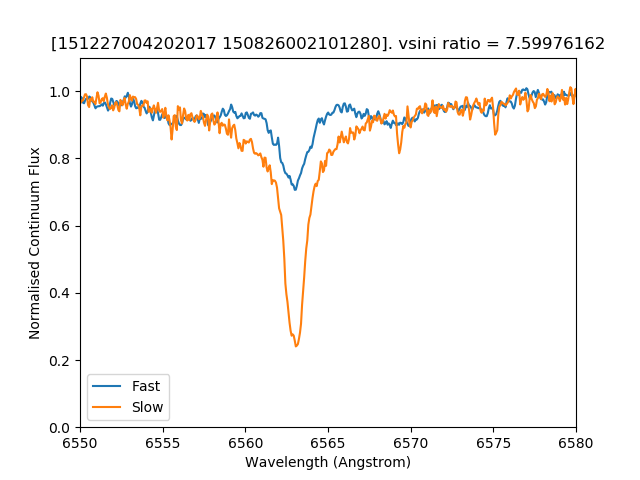 [151227004202017 150826002101280]. vsini ratio = 7.59976162
Normalised Continuum Flux
1.0
0.8
0.6
0.4
0.2
0.0
Fast
Slow
6550 6555 6560 6565 6570 6575 6580
Wavelength (Angstrom)